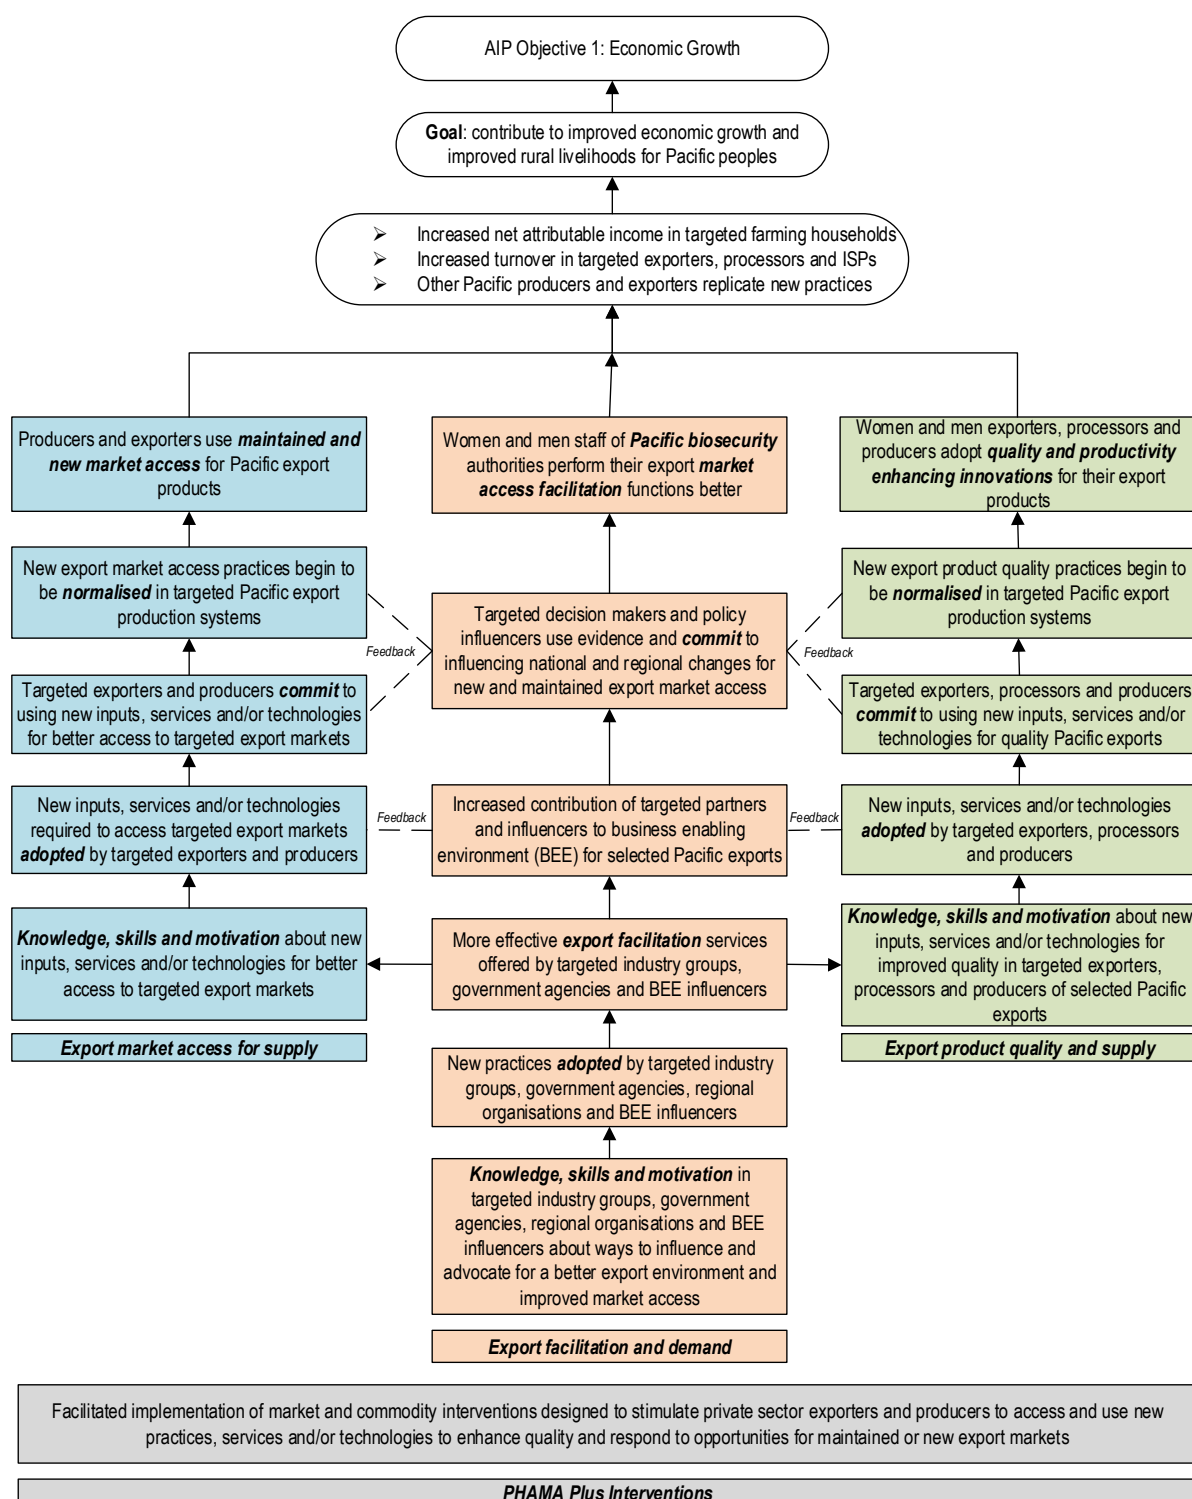 AIP Objective 1: Economic Growth
Goal: contribute to improved economic growth and
improved rural livelihoods for Pacific peoples
➢ Increased net attributable income in targeted farming households
➢ Increased turnover in targeted exporters, processors and ISPs
➢ Other Pacific producers and exporters replicate new practices
Producers and exporters use maintained and
new market access for Pacific export
products
New export market access practices begin to
be normalised in targeted Pacific export
production systems
Targeted exporters and producers commit to
using new inputs, services and/or technologies
for better access to targeted export markets
New inputs, services and/or technologies
required to access targeted export markets
adopted by targeted exporters and producers
Knowledge, skills and motivation about new
inputs, services and/or technologies for better
access to targeted export markets
Export market access for supply
Feedback
Feedback
Women and men staff of Pacific biosecurity
authorities perform their export market
access facilitation functions better
Targeted decision makers and policy
influencers use evidence and commit to
influencing national and regional changes for
new and maintained export market access
Increased contribution of targeted partners
and influencers to business enabling
environment (BEE) for selected Pacific exports
More effective export facilitation services
offered by targeted industry groups,
government agencies and BEE influencers
New practices adopted by targeted industry
groups, government agencies, regional
organisations and BEE influencers
Knowledge, skills and motivation in
targeted industry groups, government
agencies, regional organisations and BEE
influencers about ways to influence and
advocate for a better export environment and
improved market access
Export facilitation and demand
Feedback
Feedback
Women and men exporters, processors and
producers adopt quality and productivity
enhancing innovations for their export
products
New export product quality practices begin to
be normalised in targeted Pacific export
production systems
Targeted exporters, processors and producers
commit to using new inputs, services and/or
technologies for quality Pacific exports
New inputs, services and/or technologies
adopted by targeted exporters, processors
and producers
Knowledge, skills and motivation about new
inputs, services and/or technologies for
improved quality in targeted exporters,
processors and producers of selected Pacific
exports
Export product quality and supply
Facilitated implementation of market and commodity interventions designed to stimulate private sector exporters and producers to access and use new
practices, services and/or technologies to enhance quality and respond to opportunities for maintained or new export markets
PHAMA Plus Interventions